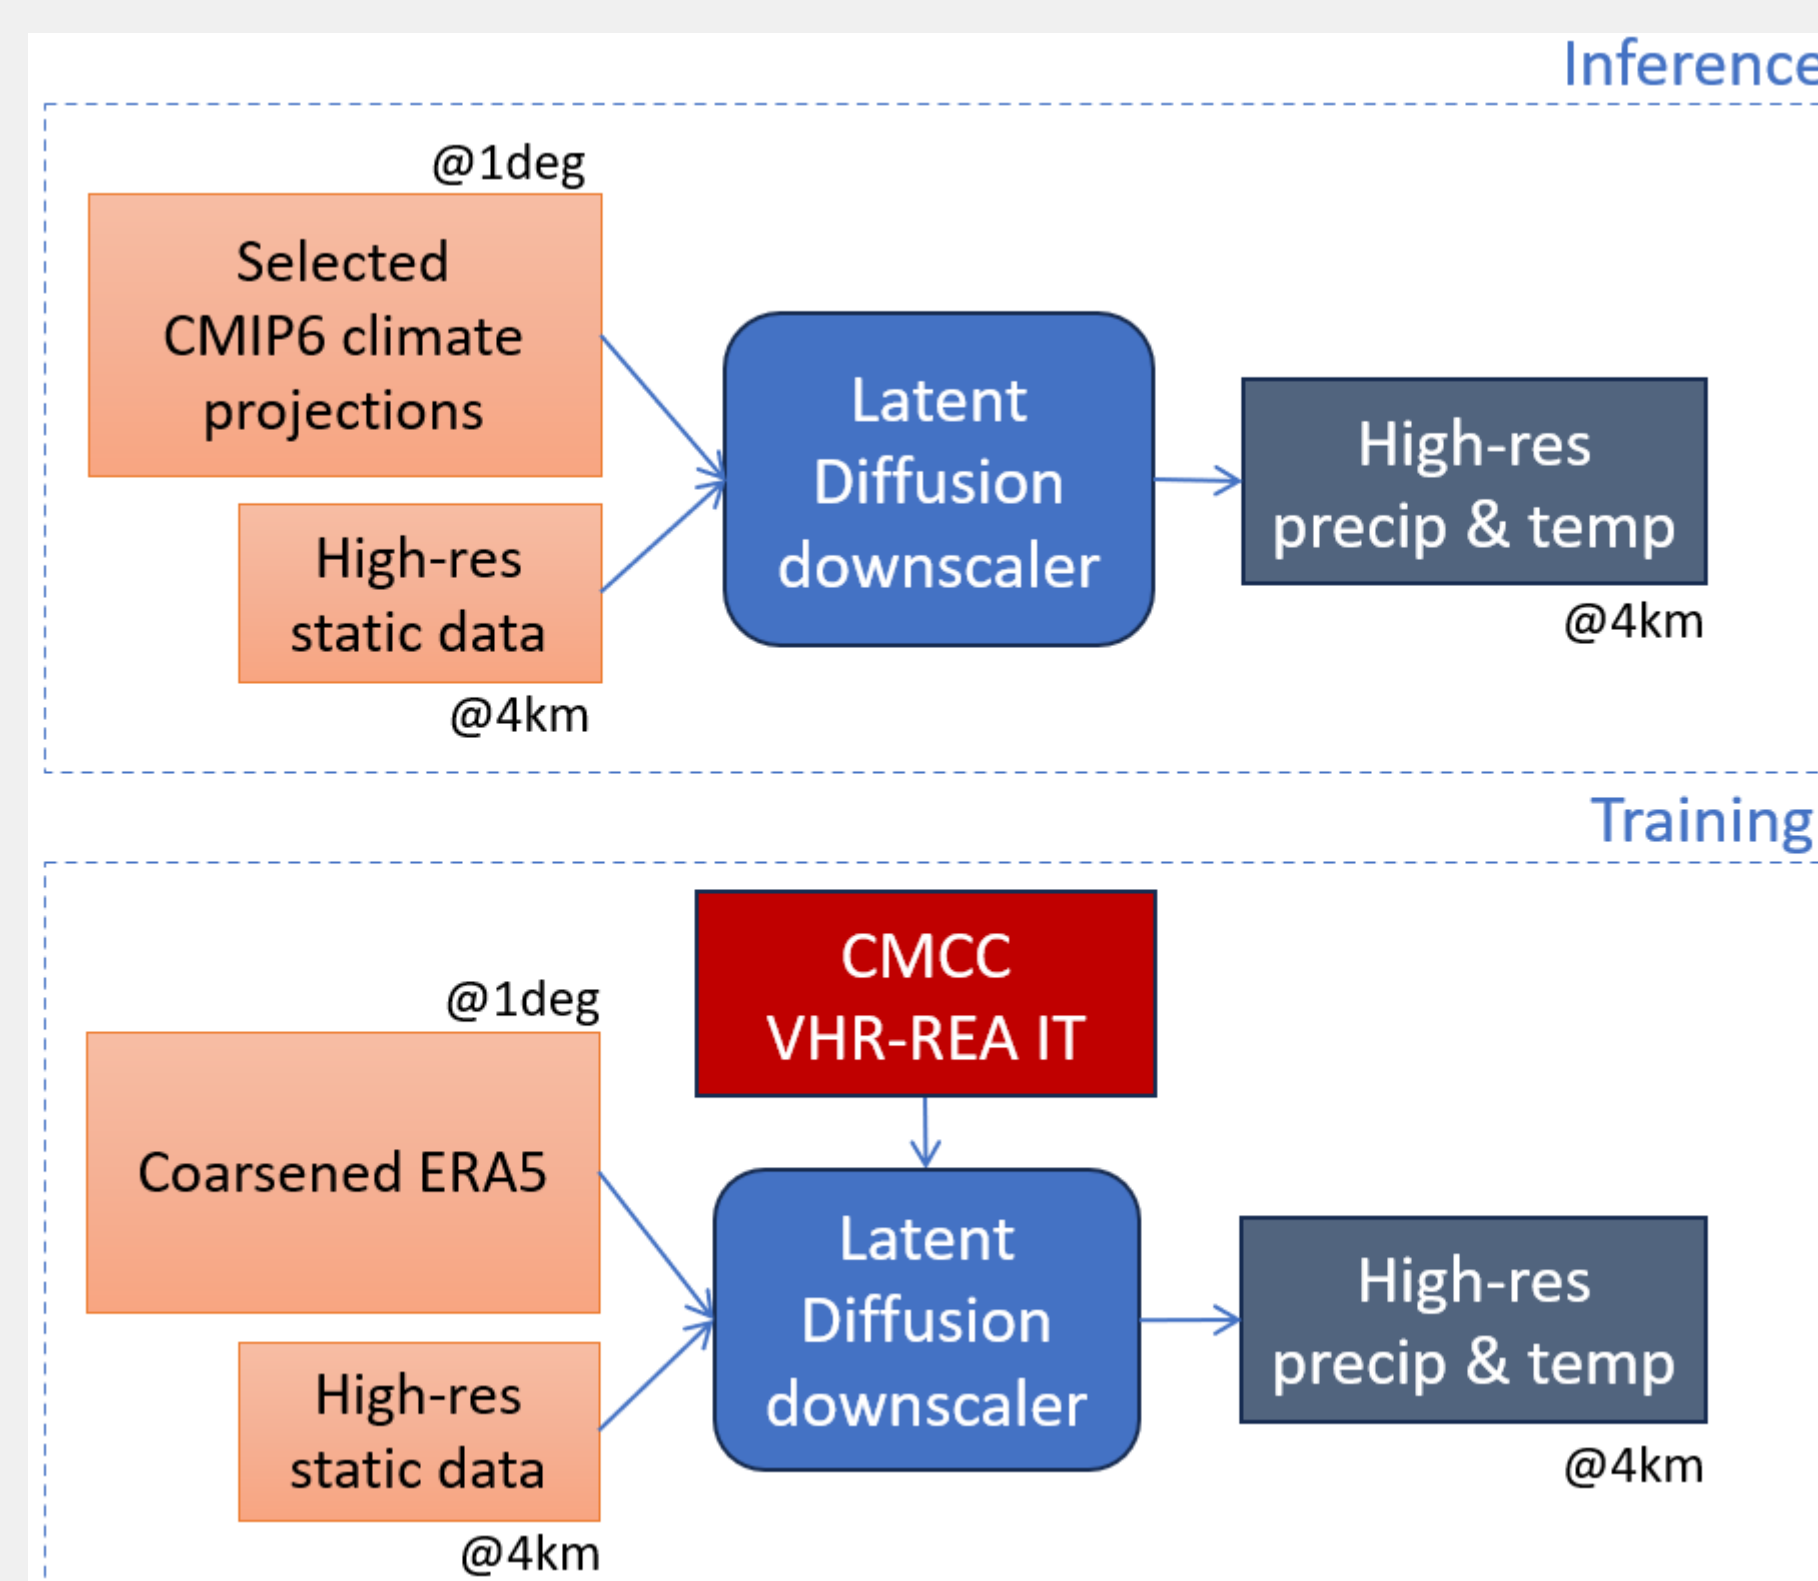 Inference
@1deg
Selected
CMIP6 climate
projections
High-res
static data
@4km
Latent
Diffusion
downscaler
High-res
precip & temp
@4km
Training
CMCC
VHR-REA IT
@1deg
Coarsened ERA5
High-res
static data
@4km
Latent
Diffusion
downscaler
High-res
precip & temp
@4km